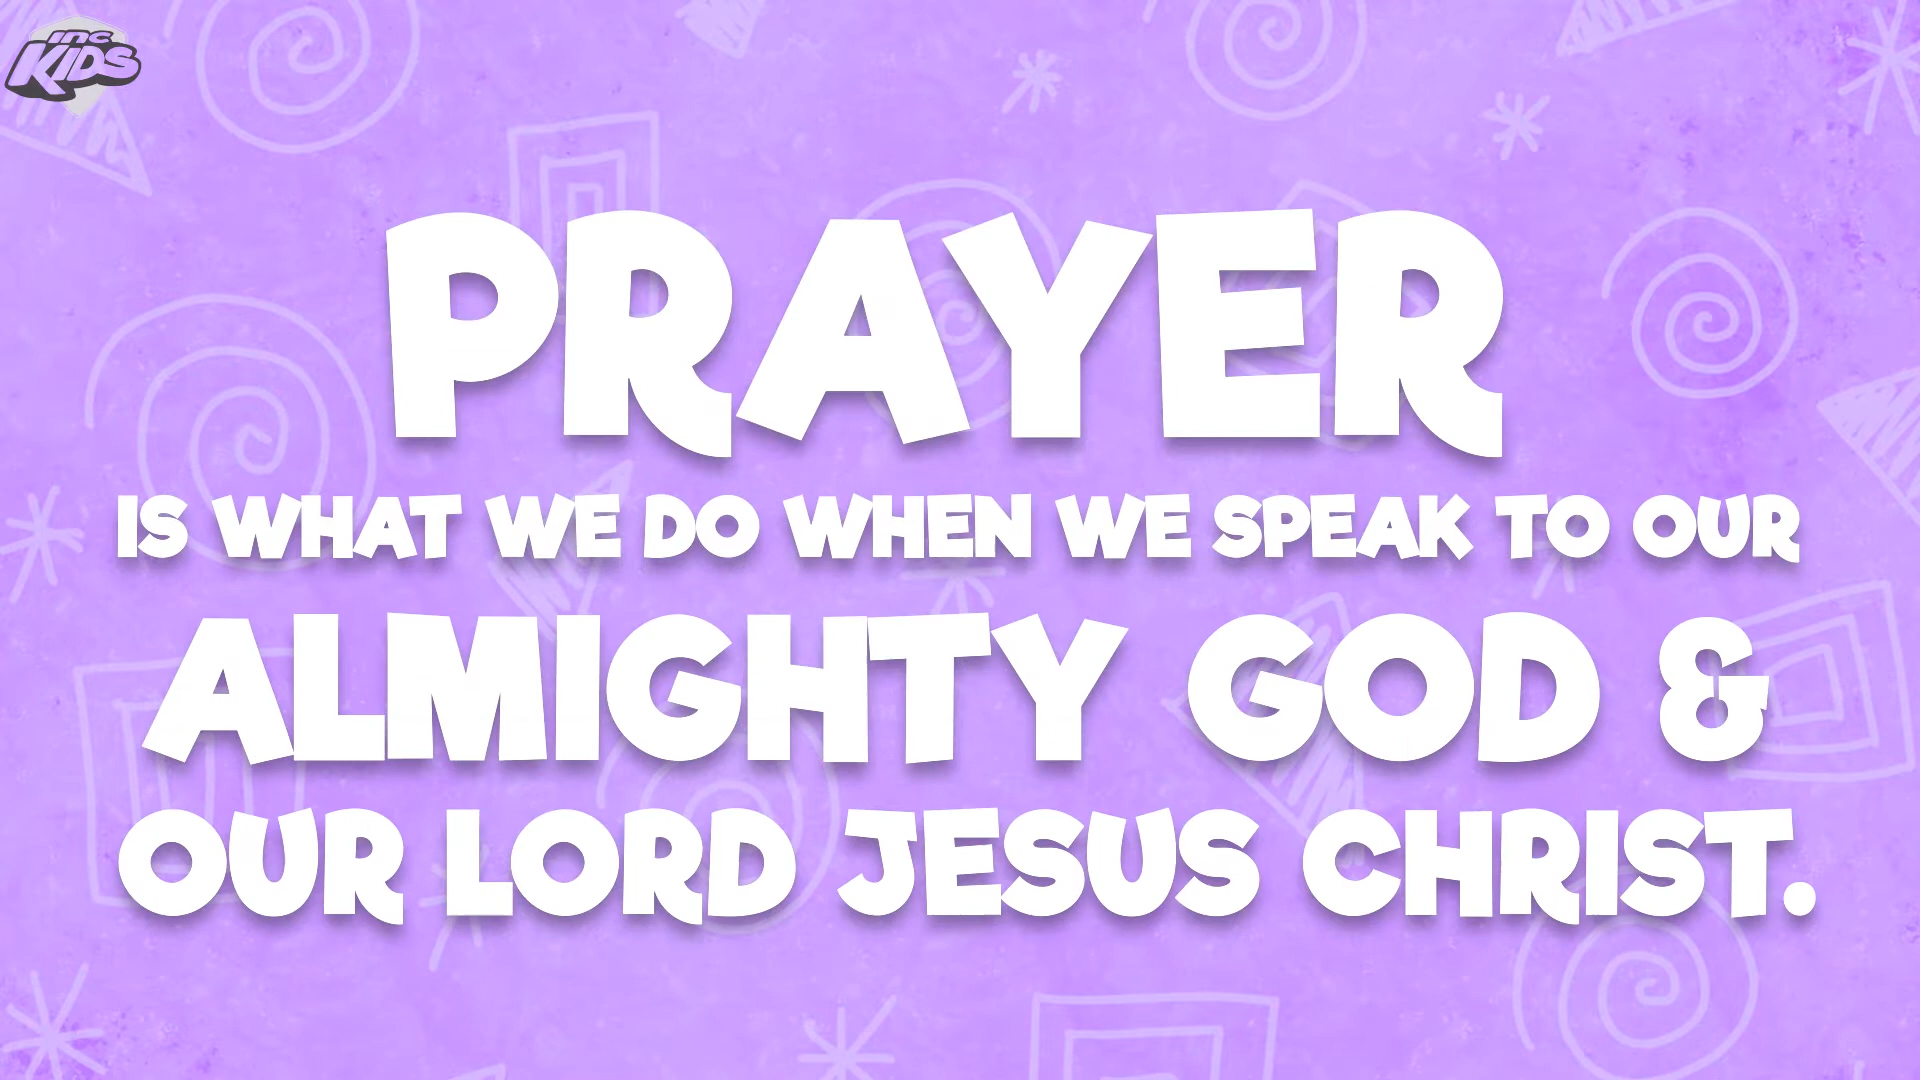 INC
KIDS
PRAYER
IS WHAT WE DO WHEN WE SPEAK TO OUR
ALMIGHTY GOD &
OUR LORD JESUS CHRIST.